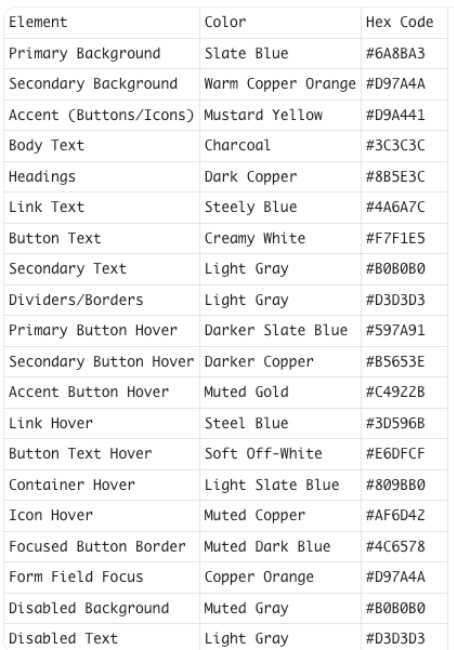 Element Color Hex Code
Primary Background Slate Blue #6A8BA3
Secondary Background Warm Copper Orange #D97A4A
Accent (Buttons/Icons) Mustard Yellow #D9A441
Body Text Charcoal #3C3C3C
Headings Dark Copper #8B5E3C
Link Text Steely Blue #4A6A7C
Button Text Creamy White #F7F1E5
Secondary Text Light Gray #B0B0B0
Dividers/Borders Light Gray #D3D3D3
Primary Button Hover Darker Slate Blue #597A91
Secondary Button Hover Darker Copper #B5653E
Accent Button Hover Muted Gold #C4922B
Link Hover Steel Blue #3D596B
Button Text Hover Soft Off-White #E6DFCF
Container Hover Light Slate Blue #809BB0
Icon Hover Muted Copper #AF6D42
Focused Button Border Muted Dark Blue #4C6578
Form Field Focus Copper Orange #D97A4A
Disabled Background Muted Gray #B0B0B0
Disabled Text Light Gray #D3D3D3